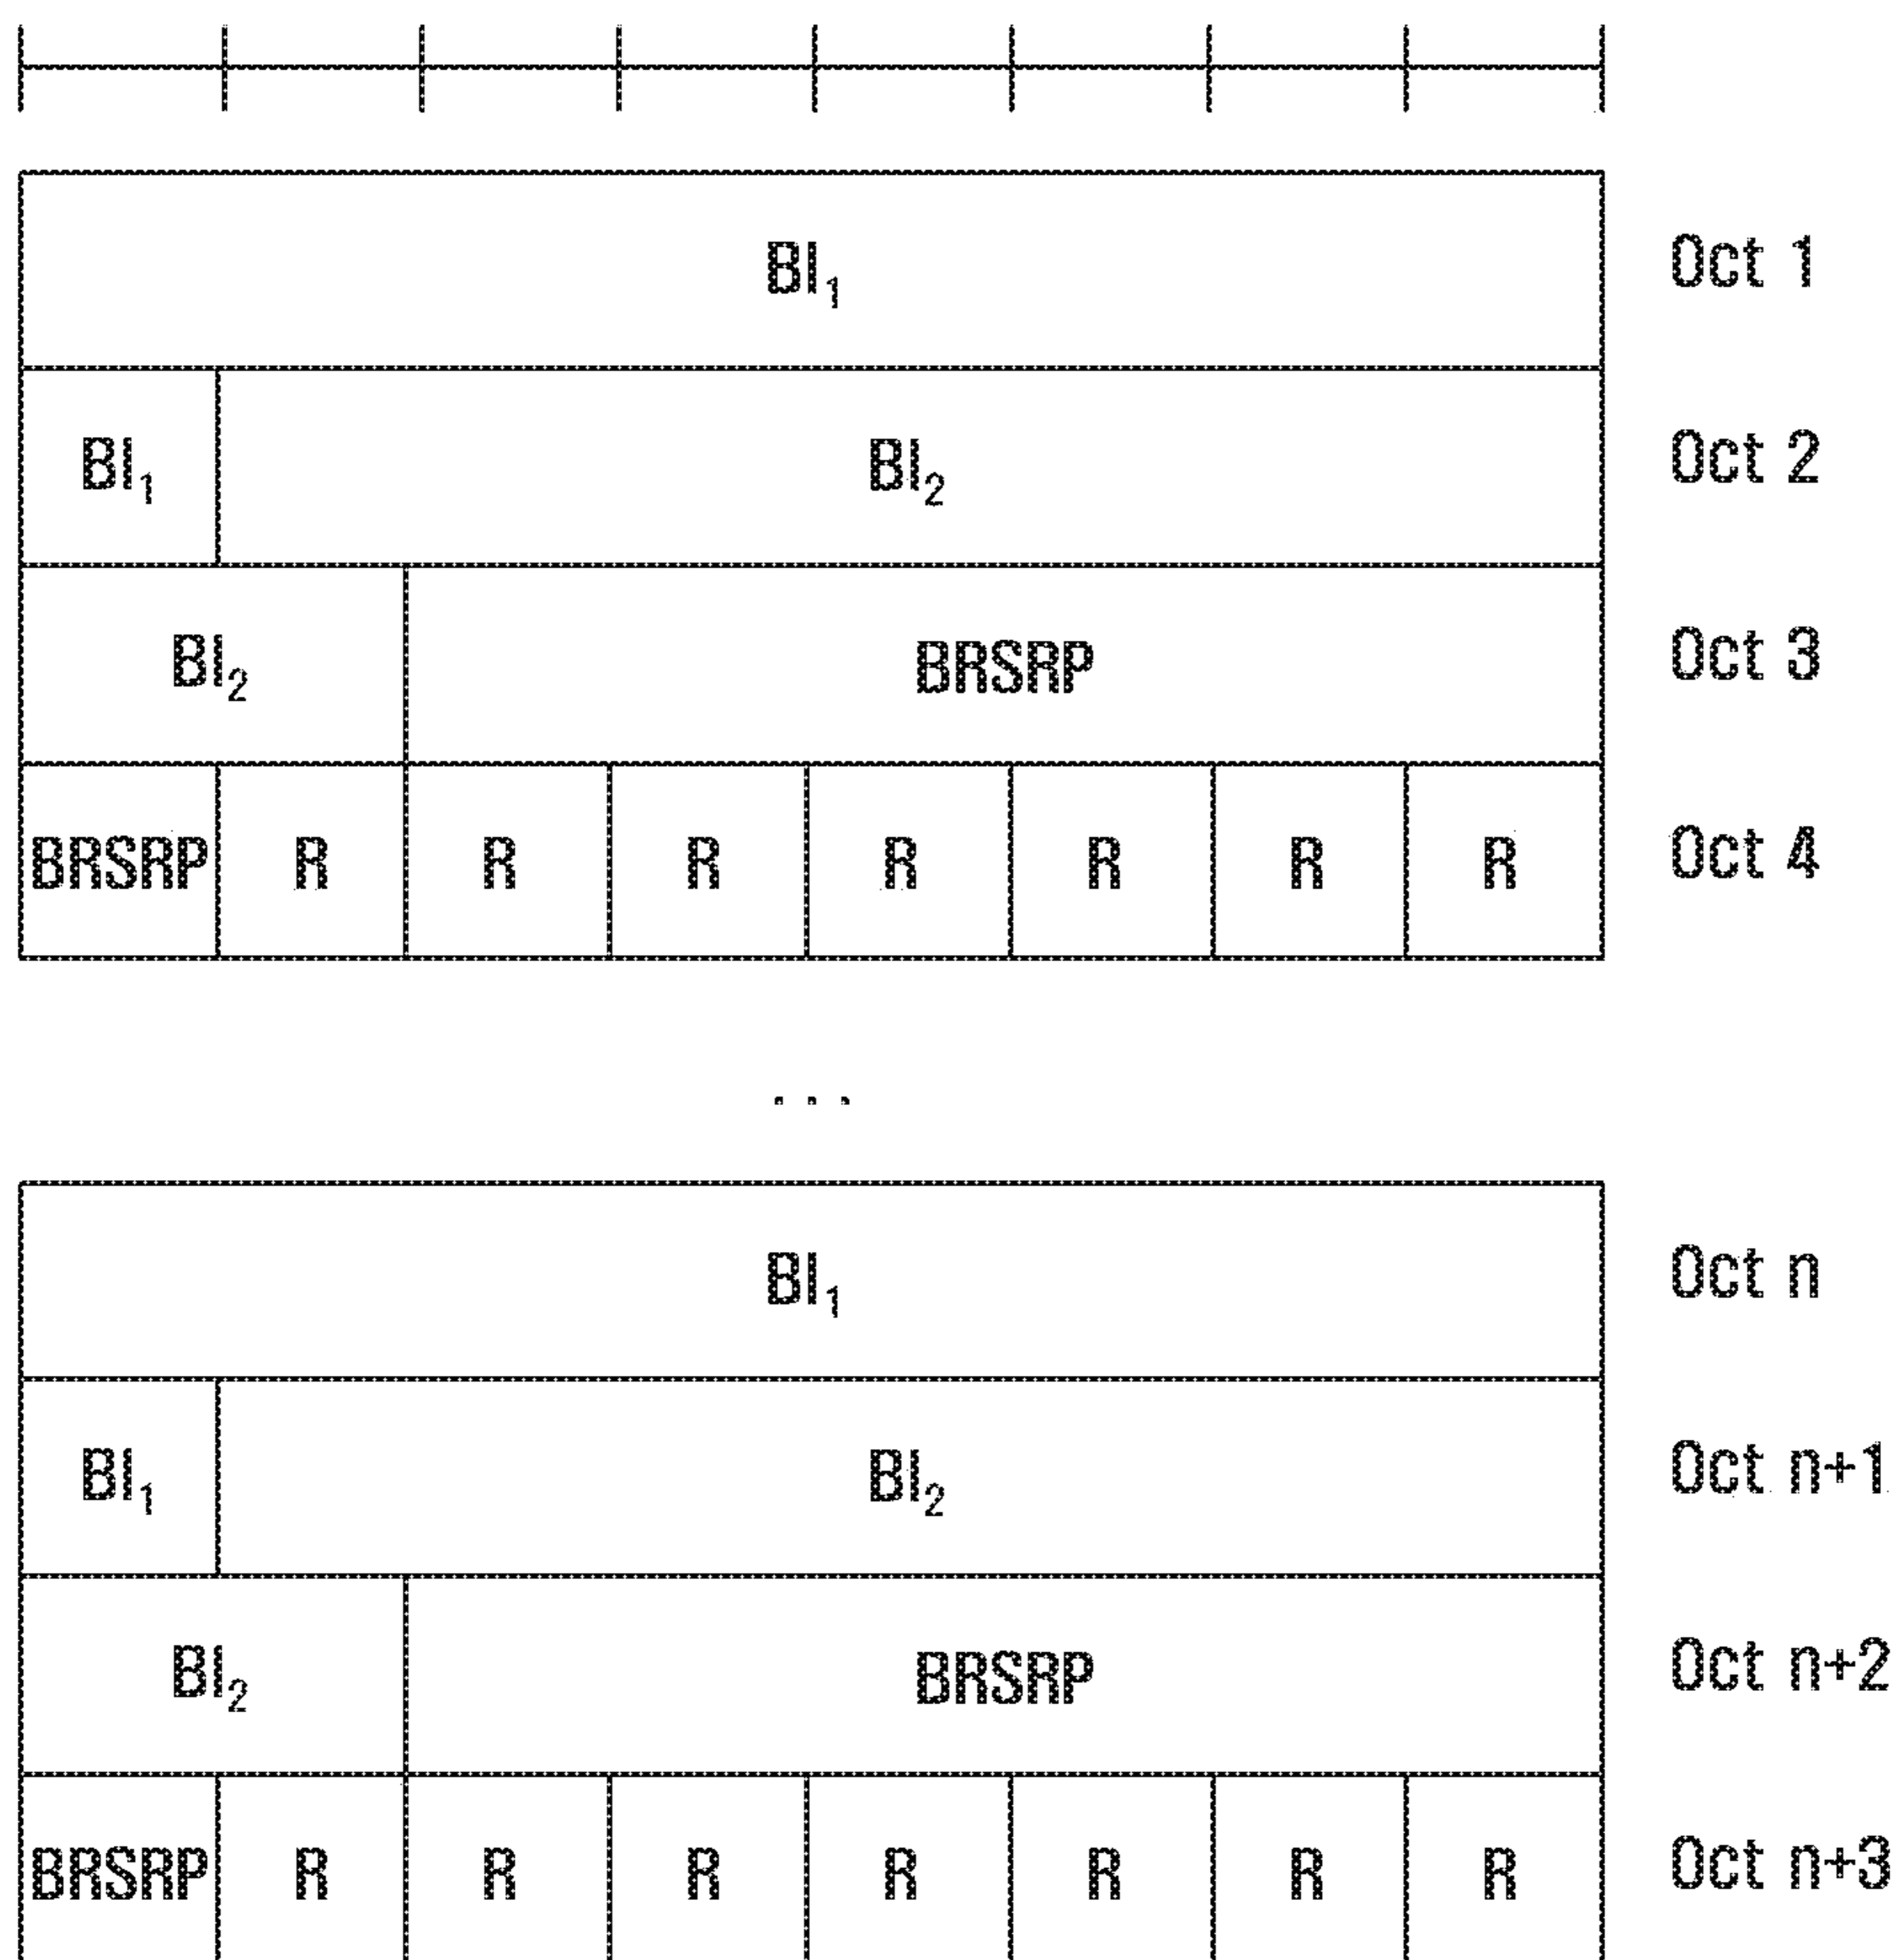 BI₁ Oct 1
BI₁ BI₂ Oct 2
BI₂ BRSRP Oct 3
BRSRP R R R R R R R Oct 4
...
BI₁ Oct n
BI₁ BI₂ Oct n+1
BI₂ BRSRP Oct n+2
BRSRP R R R R R R R Oct n+3